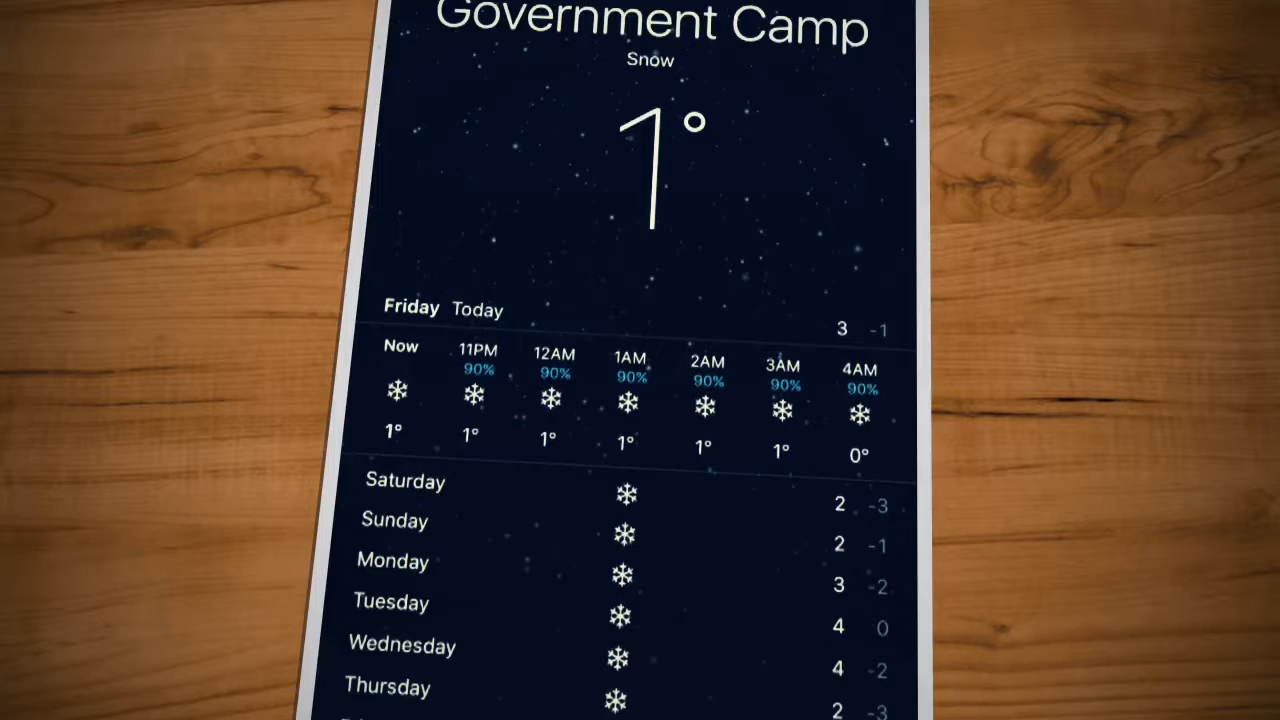 Government Camp
Snow
1°
Friday Today 3 -1
Now 11PM 12AM 1AM 2AM 3AM 4AM
90% 90% 90% 90% 90% 90%
1° 1° 1° 1° 1° 1° 0°
Saturday 2 -3
Sunday 2 -1
Monday 3 -2
Tuesday 4 0
Wednesday 4 -2
Thursday 2 -3